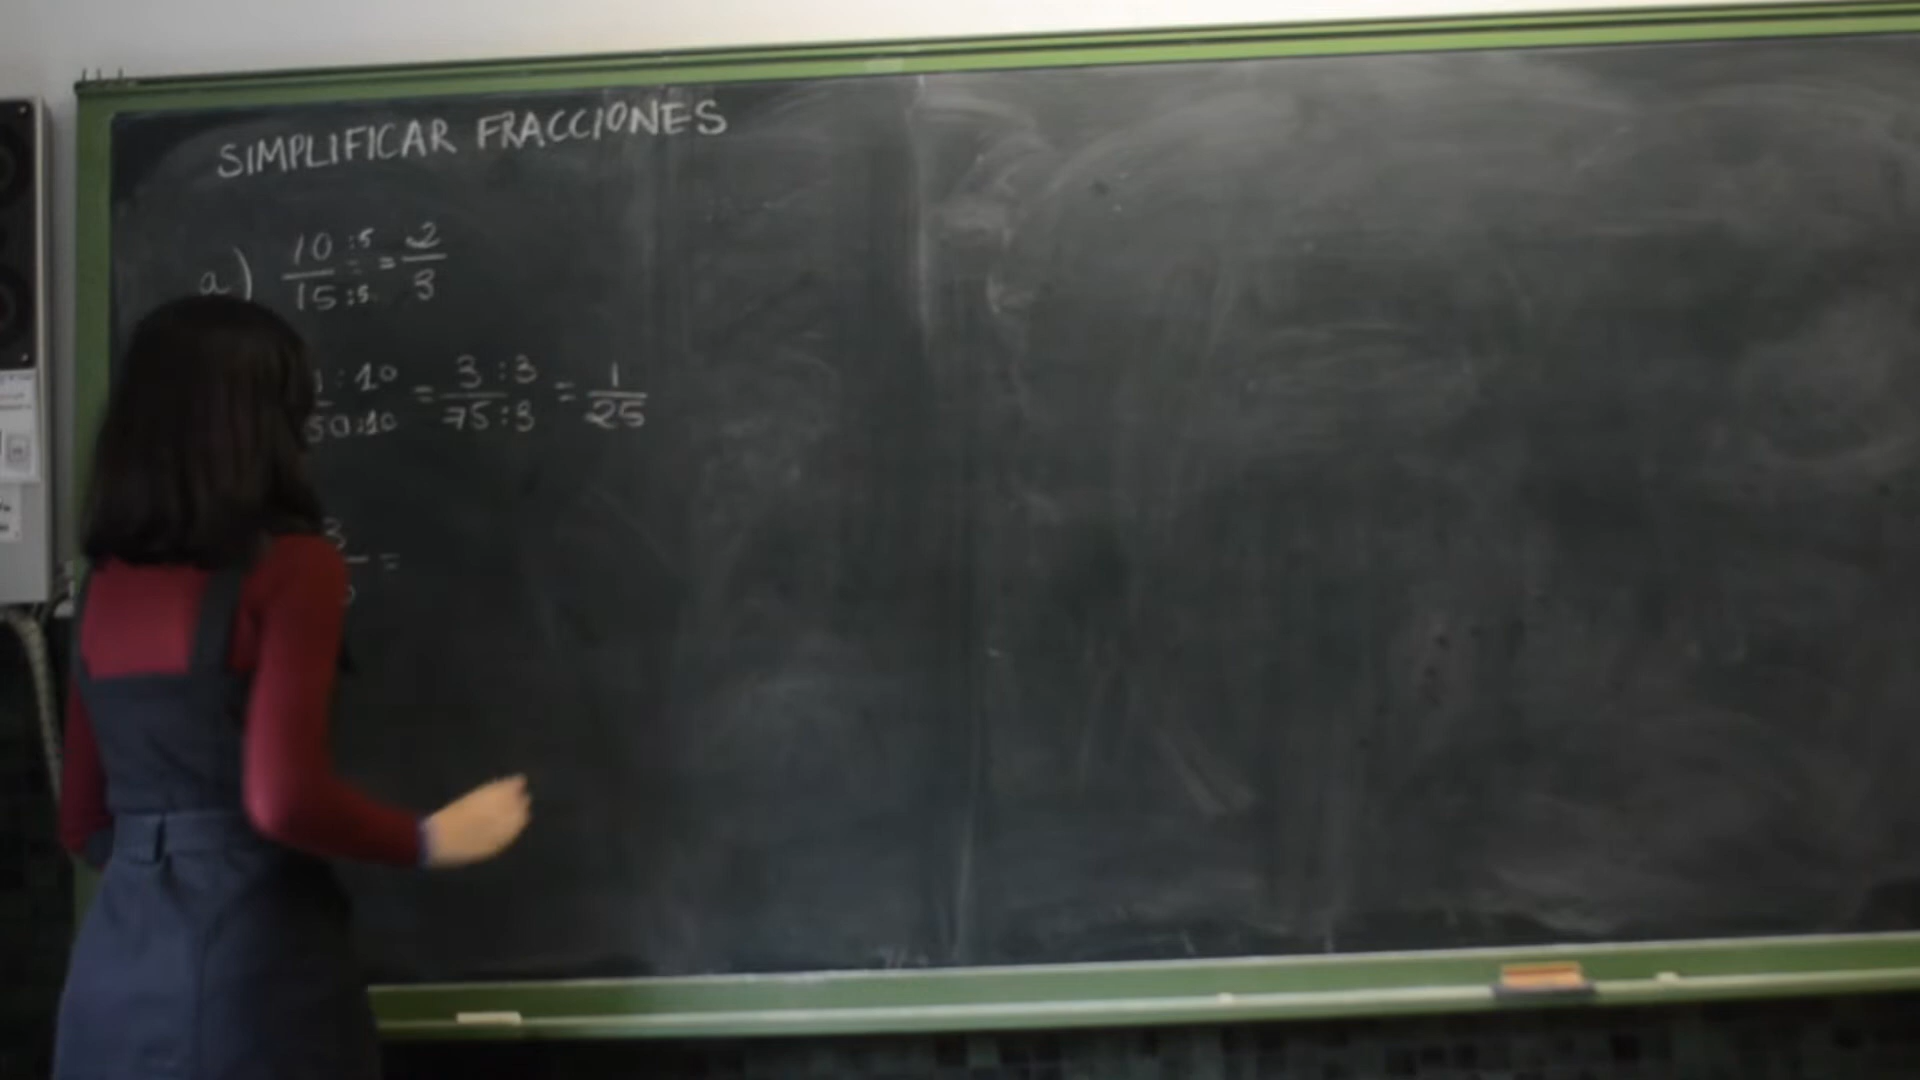 SIMPLIFICAR FRACCIONES
a) 10:5 / 15:5 = 2/3
:10 / 50:10 = 3:3 / 75:3 = 1/25
3 / =